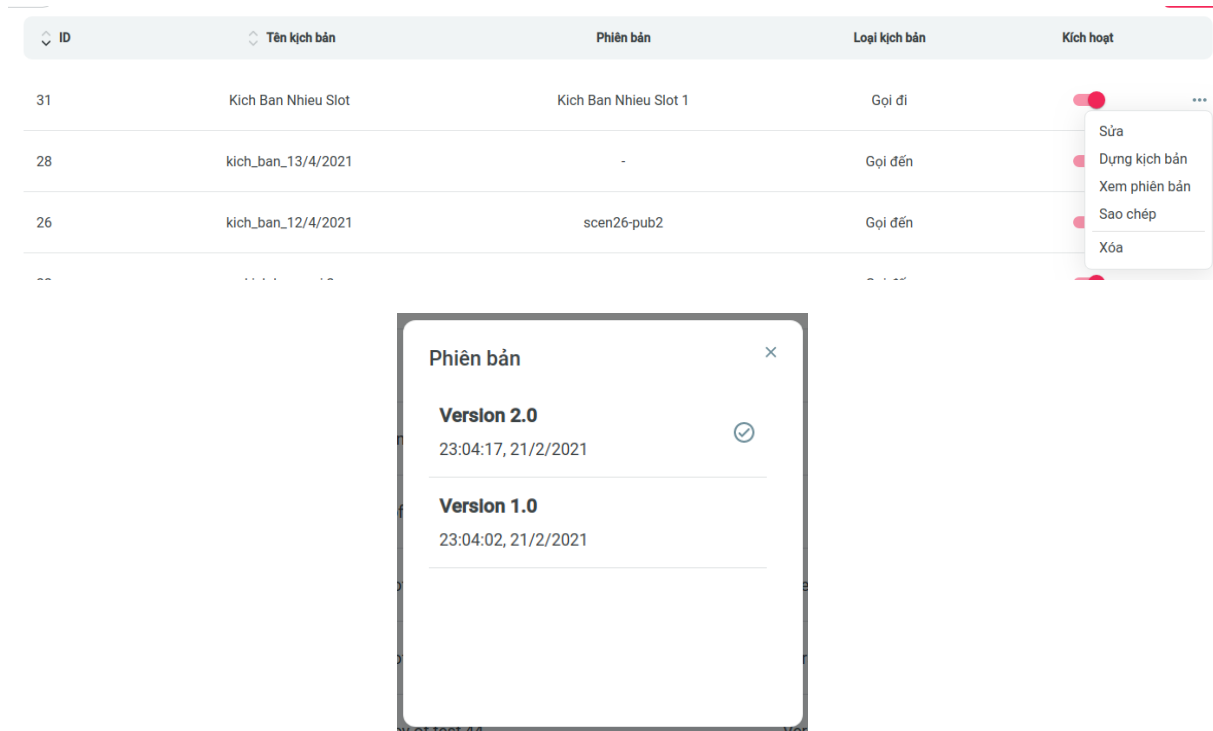 ID Tên kịch bản Phiên bản Loại kịch bản Kích hoạt
31 Kich Ban Nhieu Slot Kich Ban Nhieu Slot 1 Gọi đi
Sửa
28 kich_ban_13/4/2021 - Gọi đến
Dựng kịch bản
Xem phiên bản
26 kich_ban_12/4/2021 scen26-pub2 Gọi đến
Sao chép
Xóa
Phiên bản
Version 2.0
23:04:17, 21/2/2021
Version 1.0
23:04:02, 21/2/2021